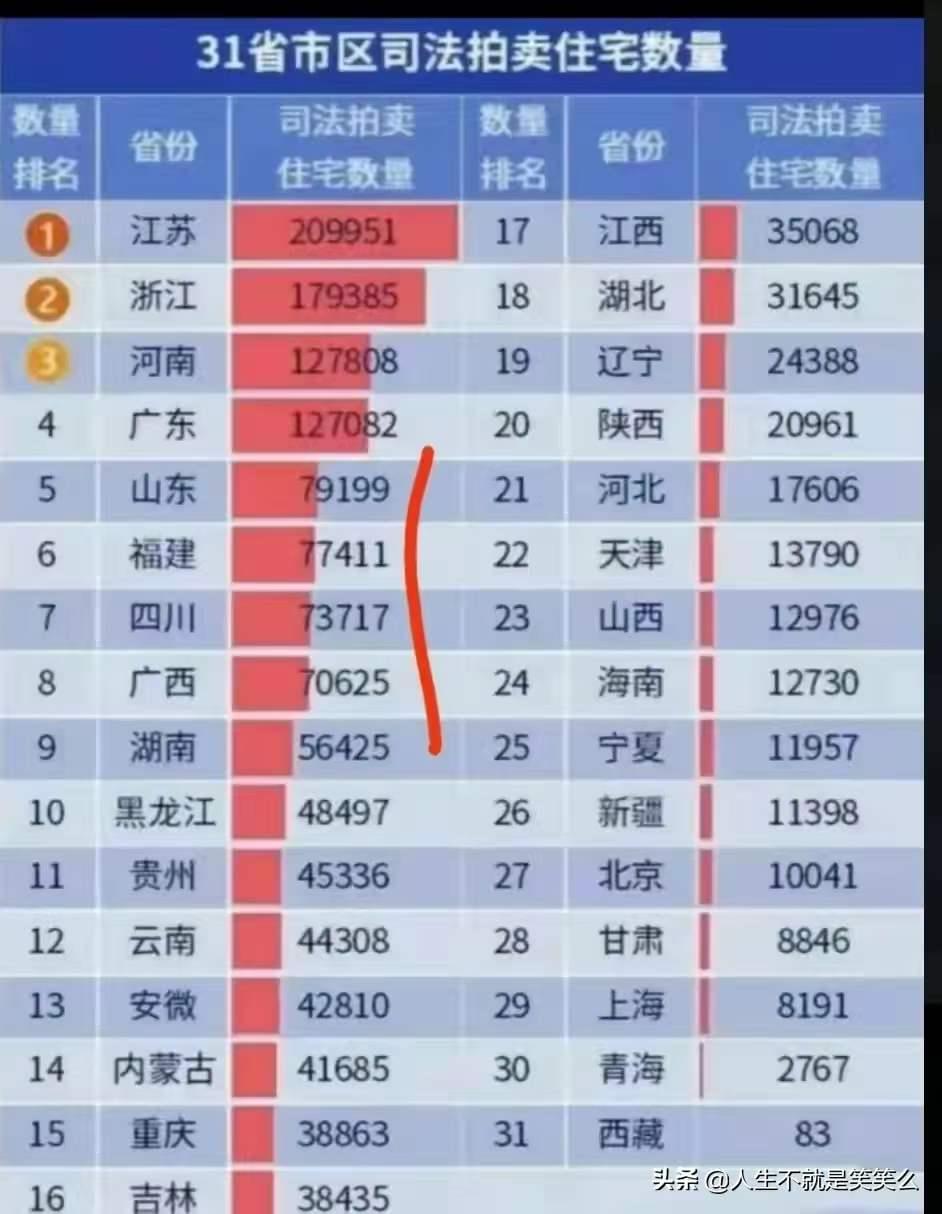 31省市区司法拍卖住宅数量
数量排名 省份 司法拍卖住宅数量 数量排名 省份 司法拍卖住宅数量
1 江苏 209951 17 江西 35068
2 浙江 179385 18 湖北 31645
3 河南 127808 19 辽宁 24388
4 广东 127082 20 陕西 20961
5 山东 79199 21 河北 17606
6 福建 77411 22 天津 13790
7 四川 73717 23 山西 12976
8 广西 70625 24 海南 12730
9 湖南 56425 25 宁夏 11957
10 黑龙江 48497 26 新疆 11398
11 贵州 45336 27 北京 10041
12 云南 44308 28 甘肃 8846
13 安微 42810 29 上海 8191
14 内蒙古 41685 30 青海 2767
15 重庆 38863 31 西藏 83
16 吉林 38435
头条 @人生不就是笑笑么